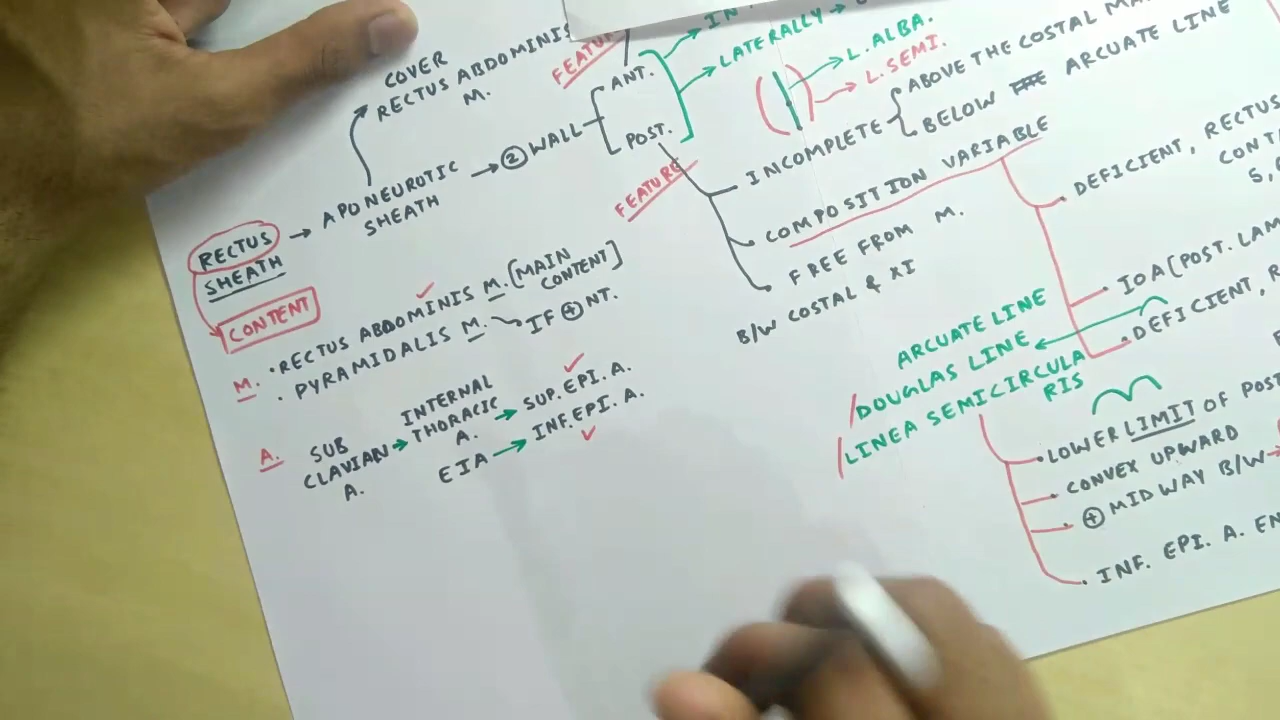 COVER
RECTUS ABDOMINIS
M.
FEATURE
ANT.
LATERALLY →
L. ALBA.
L. SEMI.
POST.
② WALL
APONEUROTIC
SHEATH
RECTUS
SHEATH
CONTENT
FEATURE
INCOMPLETE
ABOVE THE COSTAL
BELOW ARCUATE LINE
COMPOSITION VARIABLE
FREE FROM M.
B/W COSTAL & XI
DEFICIENT, RECTUS
IOA (POST. LAM
DEFICIENT,
M. • RECTUS ABDOMINIS M. [MAIN CONTENT]
• PYRAMIDALIS M. IF ⊕NT.
A. SUB CLAVIAN A. → INTERNAL THORACIC A. → SUP. EPI. A.
EIA → INF. EPI. A.
ARCUATE LINE
/DOUGLAS LINE
/LINEA SEMICIRCULA
RIS
• LOWER LIMIT OF POST
• CONVEX UPWARD
• ⊕ MIDWAY B/W →
• INF. EPI. A. EN